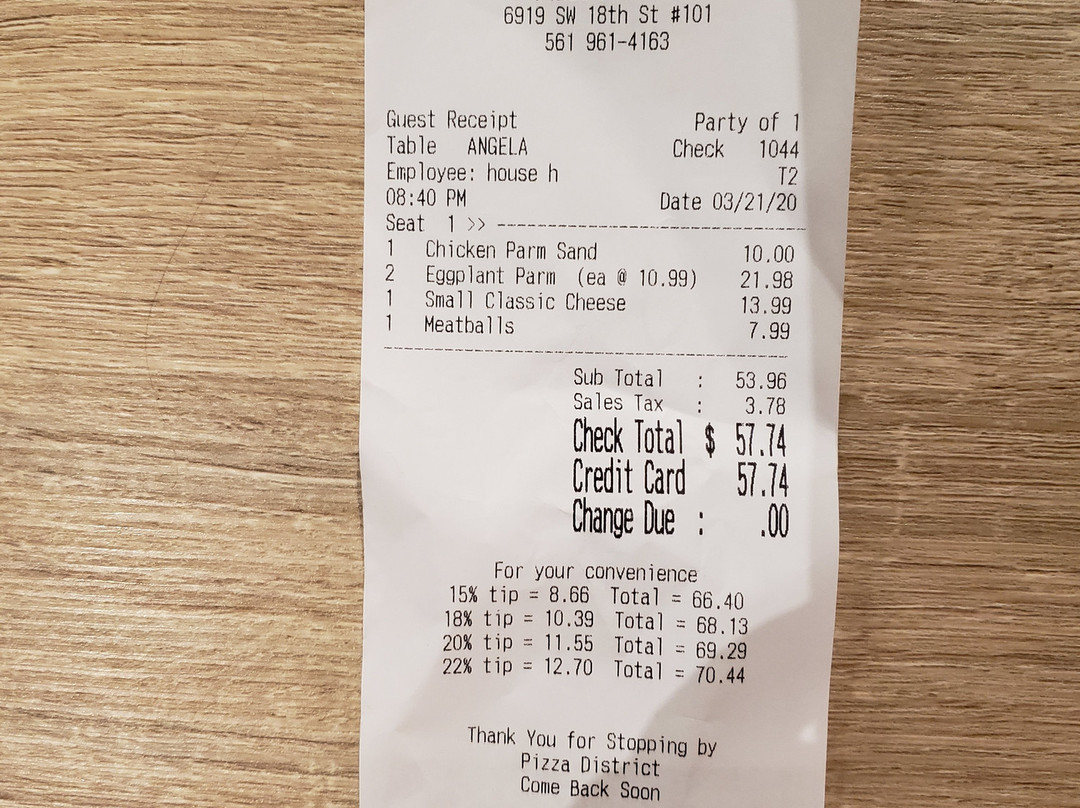 6919 SW 18th St #101
561 961-4163
Guest Receipt Party of 1
Table ANGELA Check 1044
Employee: house h T2
08:40 PM Date 03/21/20
Seat 1 >> --------------------------------
1 Chicken Parm Sand 10.00
2 Eggplant Parm (ea @ 10.99) 21.98
1 Small Classic Cheese 13.99
1 Meatballs 7.99
Sub Total : 53.96
Sales Tax : 3.78
Check Total $ 57.74
Credit Card 57.74
Change Due : .00
For your convenience
15% tip = 8.66 Total = 66.40
18% tip = 10.39 Total = 68.13
20% tip = 11.55 Total = 69.29
22% tip = 12.70 Total = 70.44
Thank You for Stopping by
Pizza District
Come Back Soon